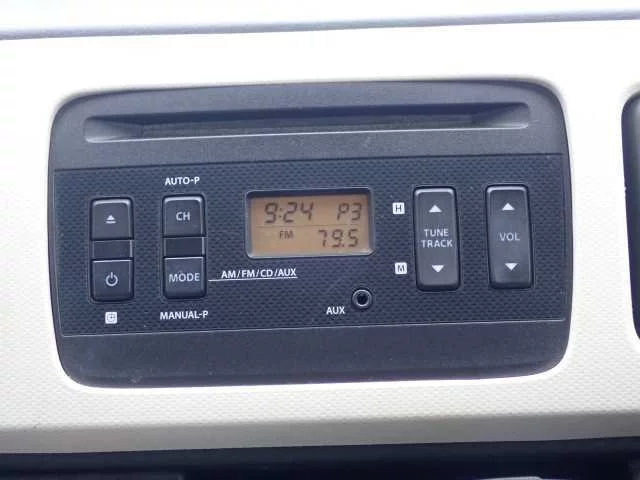 AUTO-P
CH
9:24 P3
FM 79.5
H
TUNE
TRACK
VOL
MODE
AM/FM/CD/AUX
M
MANUAL-P
AUX